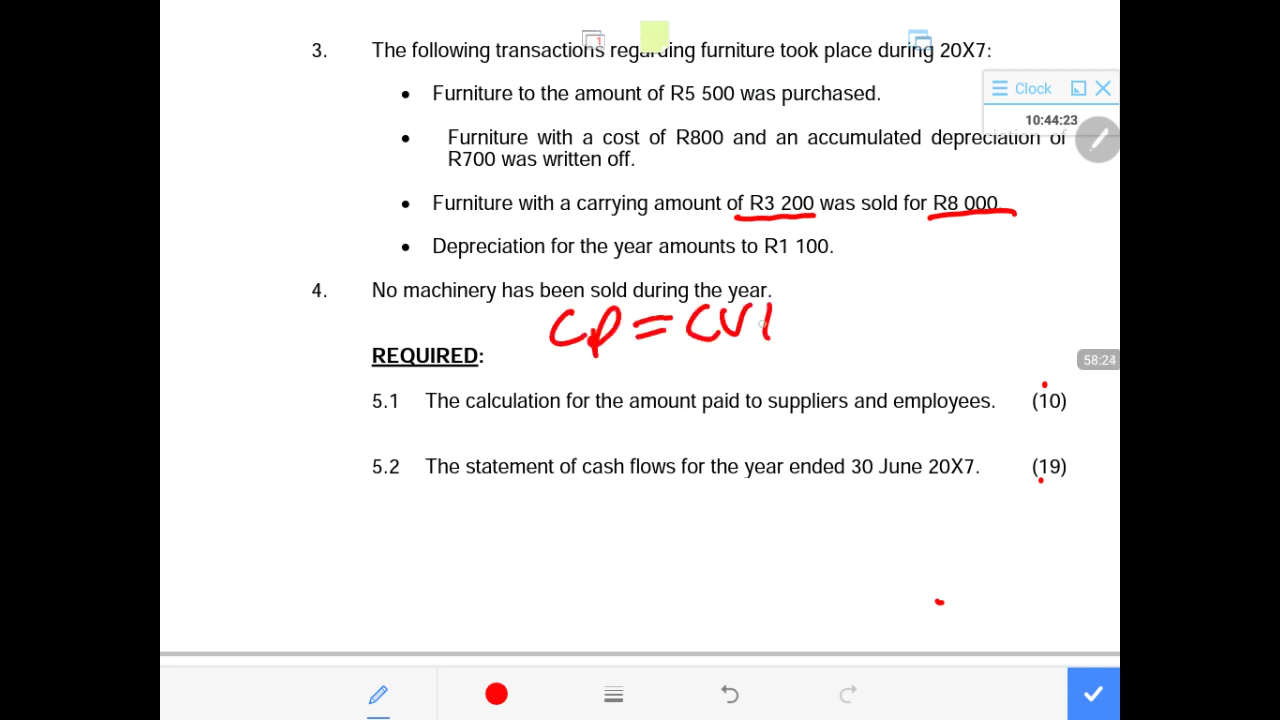 3. The following transactions regarding furniture took place during 20X7:
1
Clock
10:44:23
• Furniture to the amount of R5 500 was purchased.
• Furniture with a cost of R800 and an accumulated depreciation of
R700 was written off.
• Furniture with a carrying amount of R3 200 was sold for R8 000
• Depreciation for the year amounts to R1 100.
4. No machinery has been sold during the year.
CP = CVI
REQUIRED:
58:24
5.1 The calculation for the amount paid to suppliers and employees. (10)
5.2 The statement of cash flows for the year ended 30 June 20X7. (19)